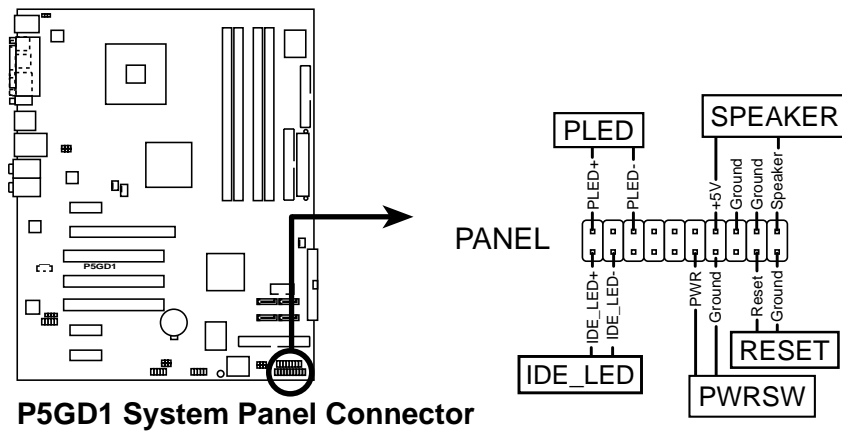 SPEAKER
PLED
PLED+
PLED-
+5V
Ground
Ground
Speaker
PANEL
P5GD1
IDE_LED+
IDE_LED-
PWR
Ground
Reset
Ground
RESET
IDE_LED
PWRSW
P5GD1 System Panel Connector